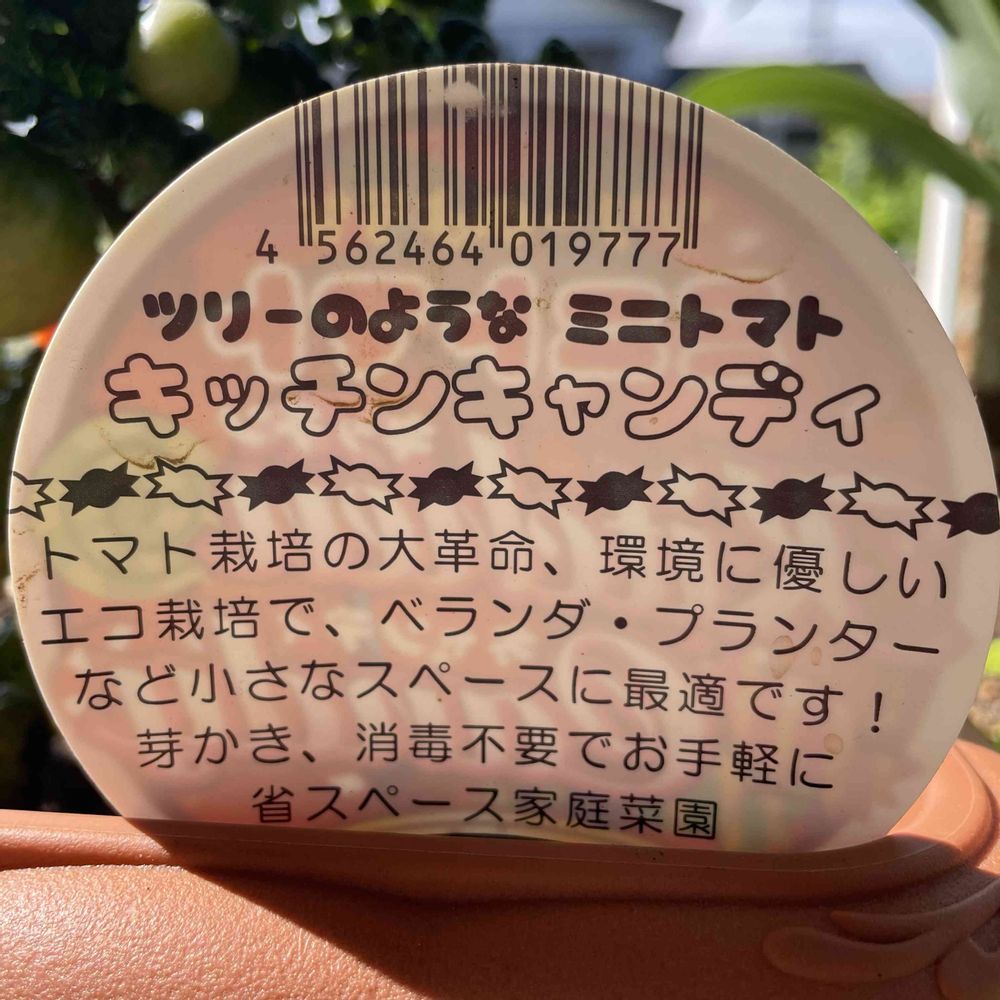 4 562464 019777
ツリーのような ミニトマト
キッチンキャンディ
トマト栽培の大革命、環境に優しい
エコ栽培で、ベランダ・プランター
など小さなスペースに最適です！
芽かき、消毒不要でお手軽に
省スペース家庭菜園